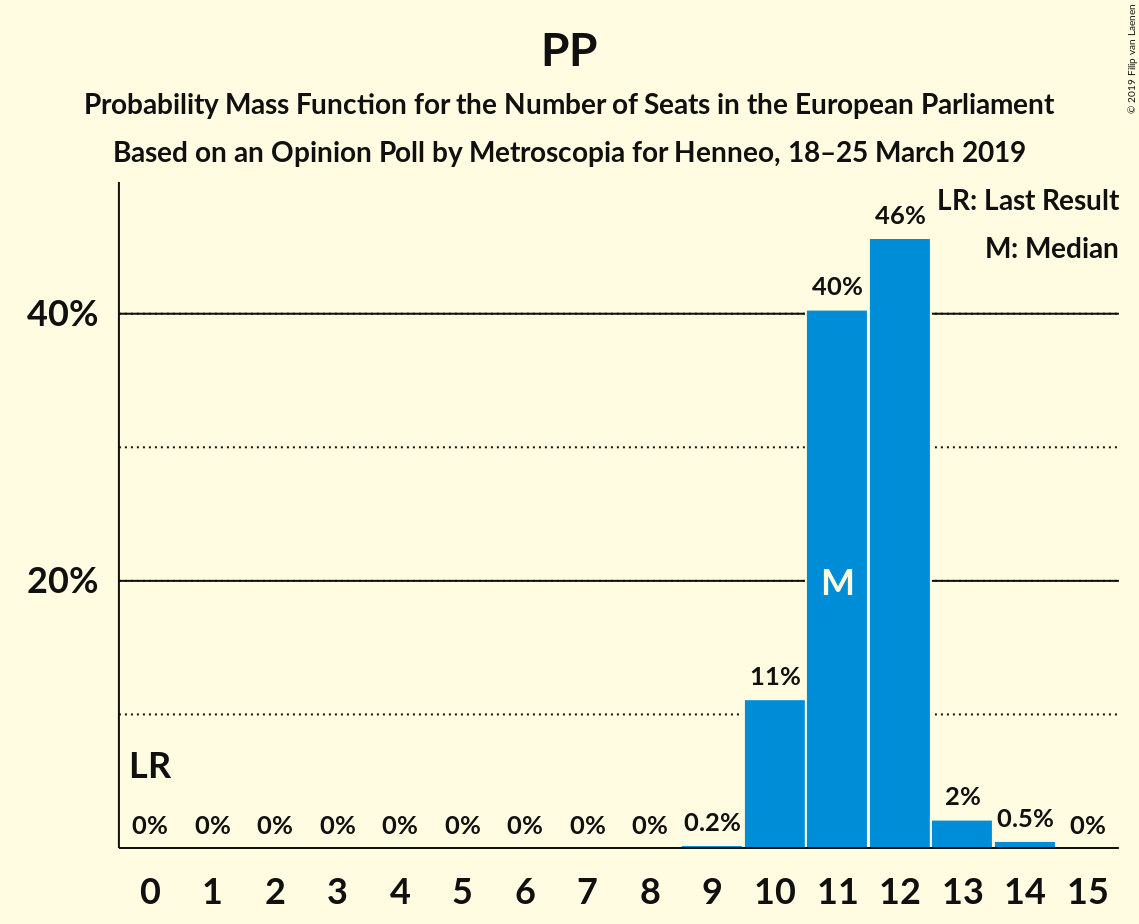 PP
Probability Mass Function for the Number of Seats in the European Parliament
Based on an Opinion Poll by Metroscopia for Henneo, 18–25 March 2019
© 2019 Filip van Laenen
LR: Last Result
M: Median
46%
40%
40%
20%
M
11%
LR
0% 0% 0% 0% 0% 0% 0% 0% 0% 0.2% 2% 0.5% 0%
0 1 2 3 4 5 6 7 8 9 10 11 12 13 14 15